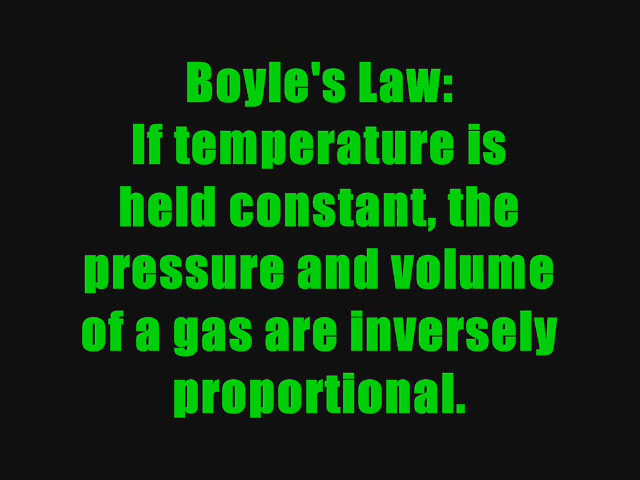 Boyle's Law:
If temperature is
held constant, the
pressure and volume
of a gas are inversely
proportional.